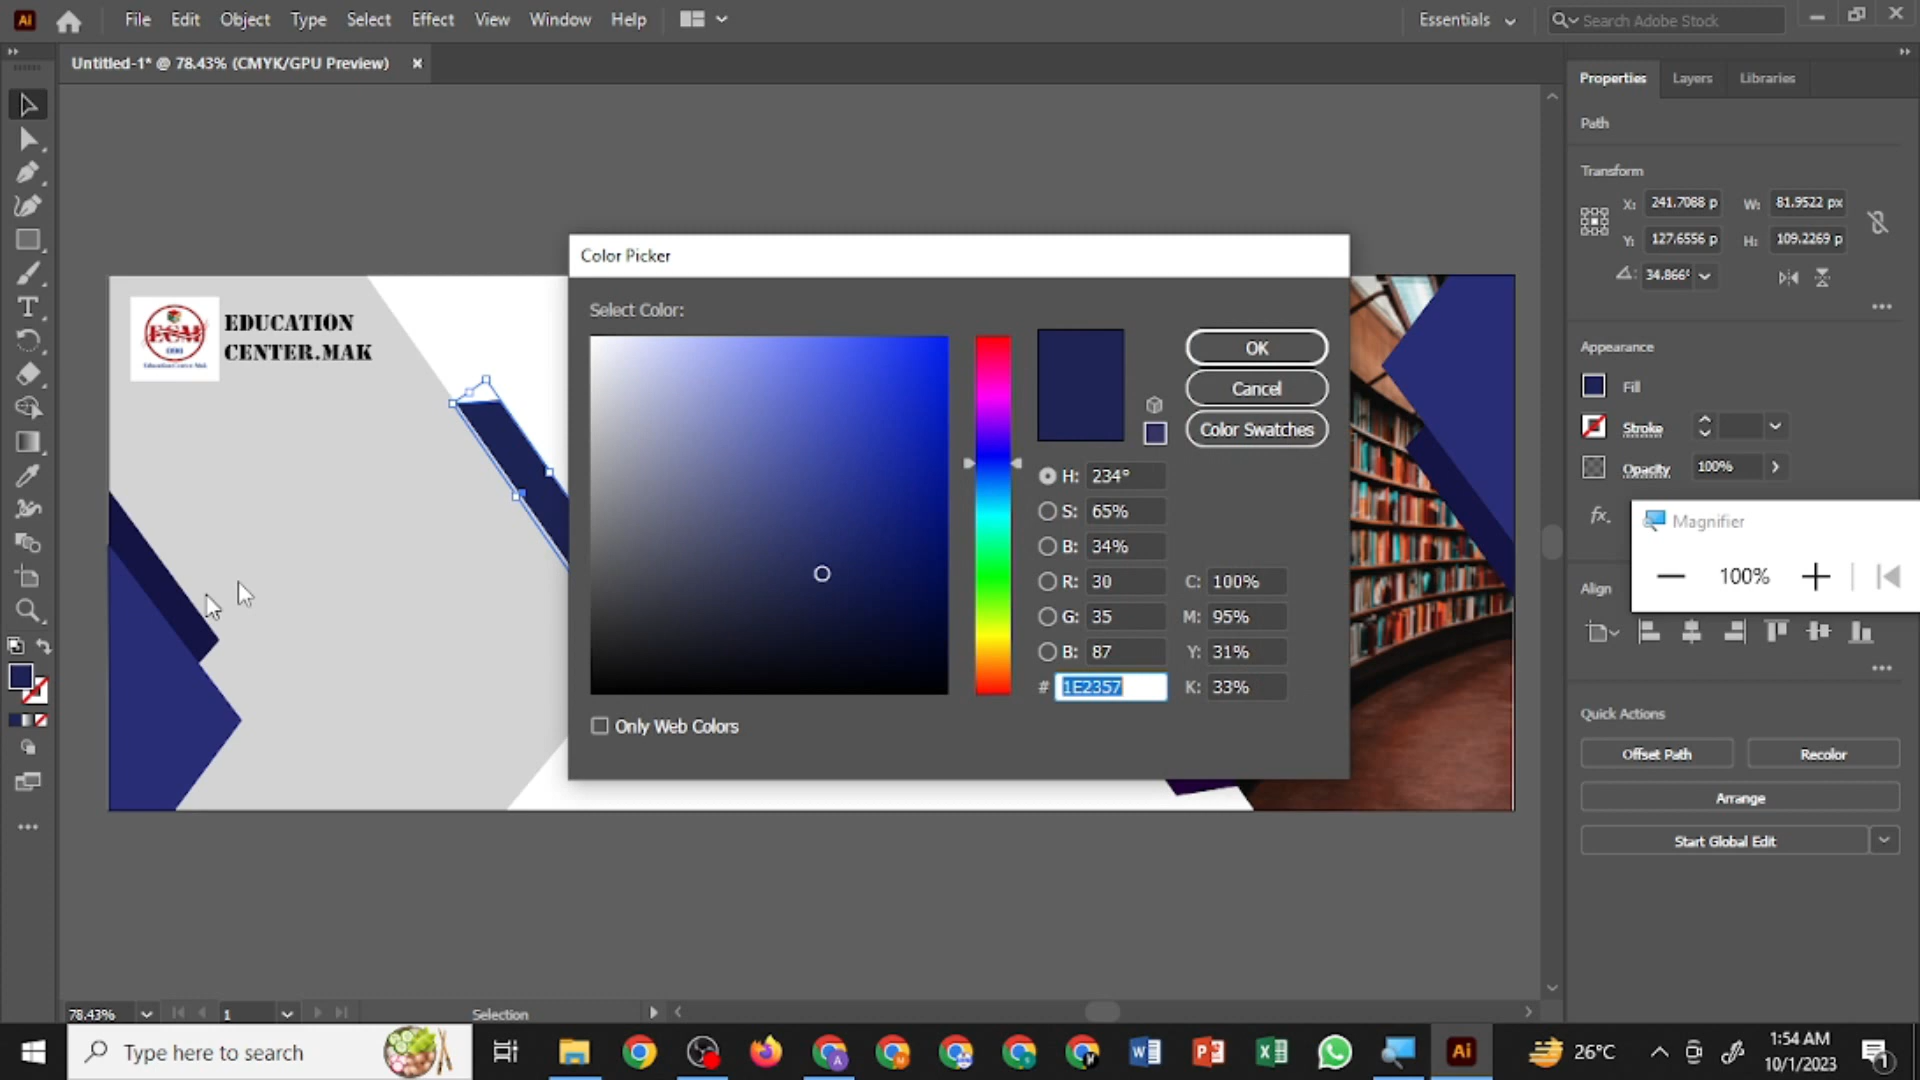 Ai
File Edit Object Type Select Effect View Window Help
Essentials
Search Adobe Stock
Untitled-1* @ 78.43% (CMYK/GPU Preview)
Properties Layers Libraries
Path
Transform
X: 241.7088 p W: 81.9522 px
Y: 127.6556 p H: 109.2269 p
34.866°
Appearance
Fill
Stroke
Opacity 100%
fx.
Magnifier
100%
Align
Quick Actions
Offset Path Recolor
Arrange
Start Global Edit
ESM
EDUCATION
CENTER.MAK
Color Picker
Select Color:
OK
Cancel
Color Swatches
H: 234°
S: 65%
B: 34%
R: 30 C: 100%
G: 35 M: 95%
B: 87 Y: 31%
# 1E2357 K: 33%
Only Web Colors
78.43% 1 Selection
Type here to search
26°C
1:54 AM
10/1/2023
1